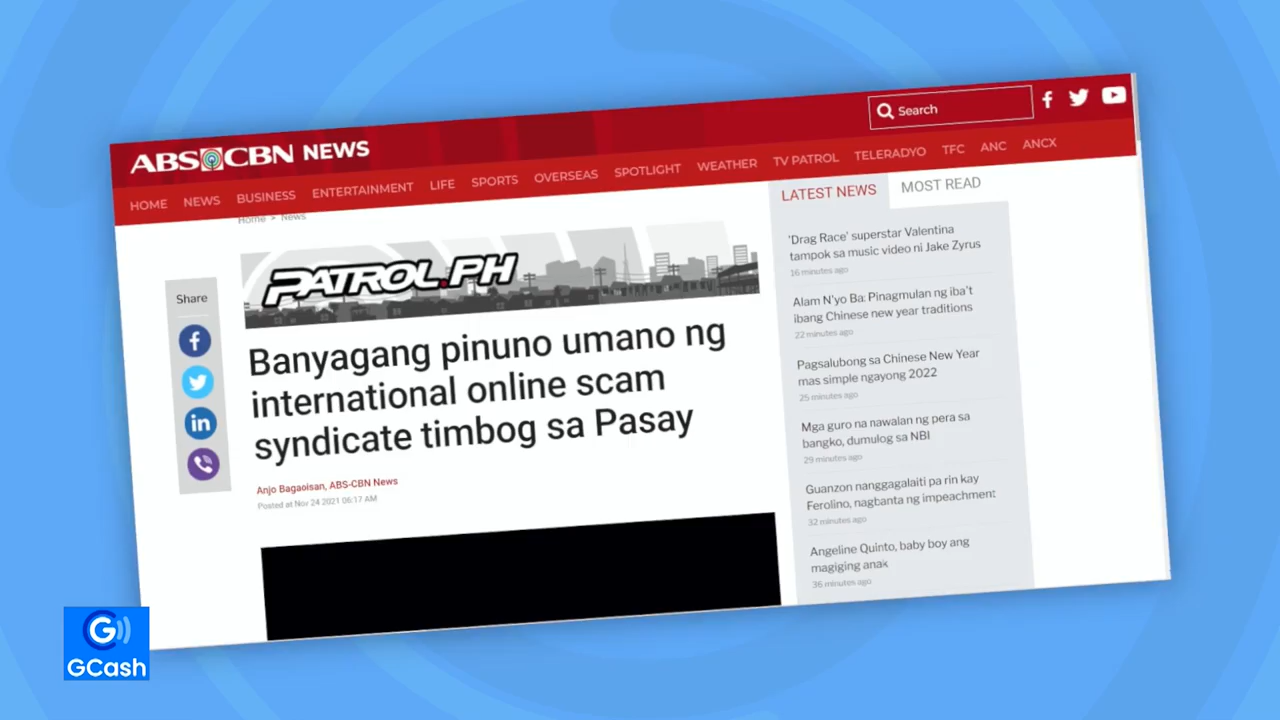 ABS-CBN NEWS
Search
HOME NEWS BUSINESS ENTERTAINMENT LIFE SPORTS OVERSEAS SPOTLIGHT WEATHER TV PATROL TELERADYO TFC ANC ANCX
Home > News
PATROL.PH
Share
Banyagang pinuno umano ng
international online scam
syndicate timbog sa Pasay
Anjo Bagaoisan, ABS-CBN News
Posted at Nov 24 2021 06:17 AM
LATEST NEWS MOST READ
'Drag Race' superstar Valentina
tampok sa music video ni Jake Zyrus
16 minutes ago
Alam N'yo Ba: Pinagmulan ng iba't
ibang Chinese new year traditions
22 minutes ago
Pagsalubong sa Chinese New Year
mas simple ngayong 2022
25 minutes ago
Mga guro na nawalan ng pera sa
bangko, dumulog sa NBI
29 minutes ago
Guanzon nanggagalaiti pa rin kay
Ferolino, nagbanta ng impeachment
32 minutes ago
Angeline Quinto, baby boy ang
magiging anak
36 minutes ago
GCash